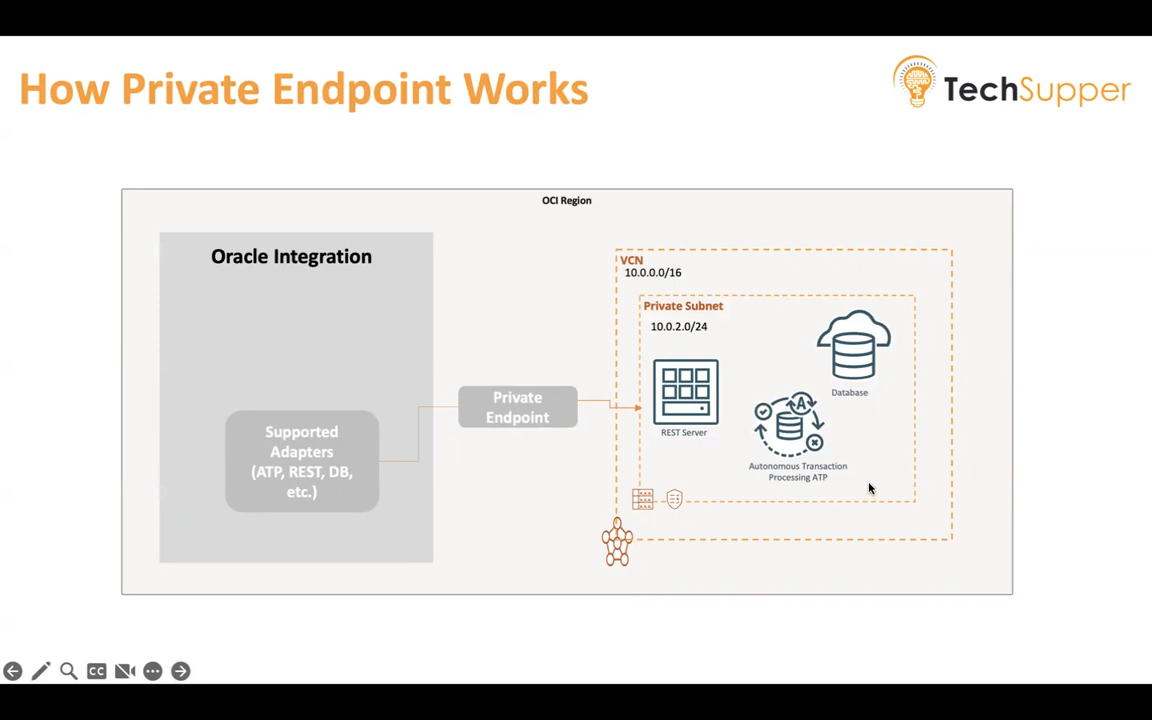 How Private Endpoint Works
TechSupper
OCI Region
Oracle Integration
Supported
Adapters
(ATP, REST, DB,
etc.)
Private
Endpoint
VCN
10.0.0.0/16
Private Subnet
10.0.2.0/24
REST Server
Database
A
Autonomous Transaction
Processing ATP
CC